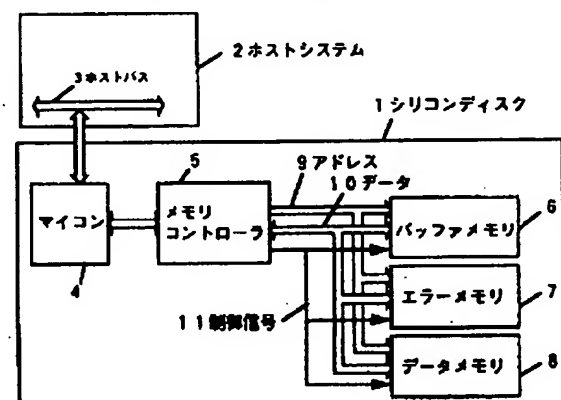 2ホストシステム
3ホストバス
1シリコンディスク
5
9アドレス
10データ
6
マイコン
メモリ
コントローラ
バッファメモリ
4
エラーメモリ
7
11制御信号
データメモリ
8